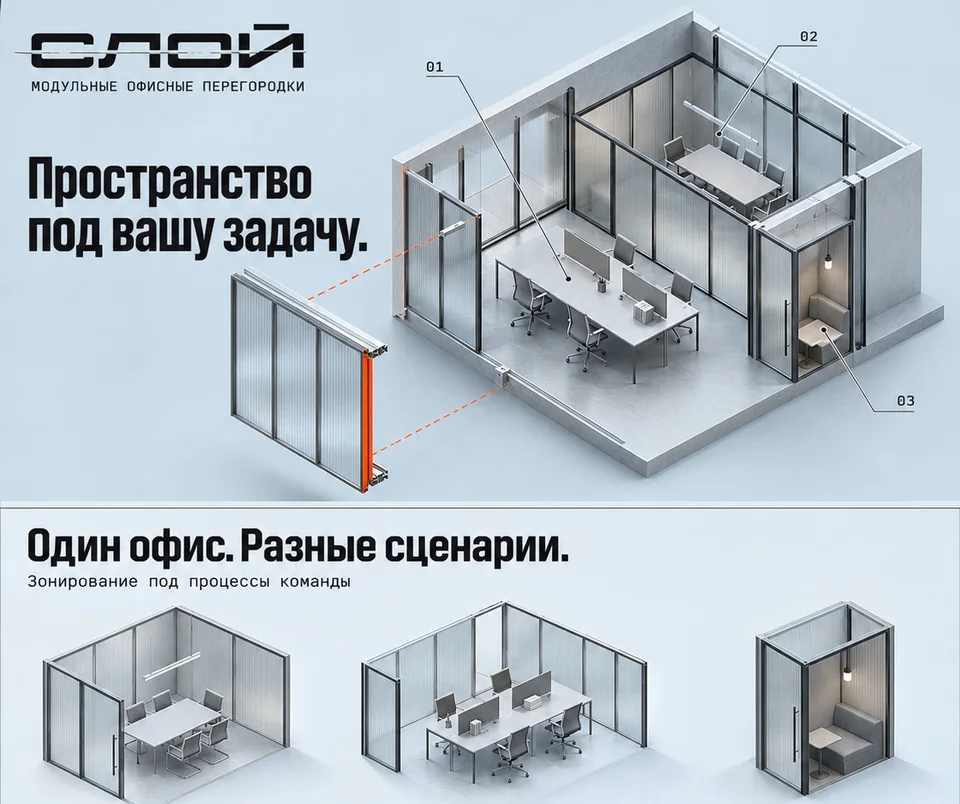 СЛОЙ
МОДУЛЬНЫЕ ОФИСНЫЕ ПЕРЕГОРОДКИ
Пространство
под вашу задачу.
01
02
03
Один офис. Разные сценарии.
Зонирование под процессы команды